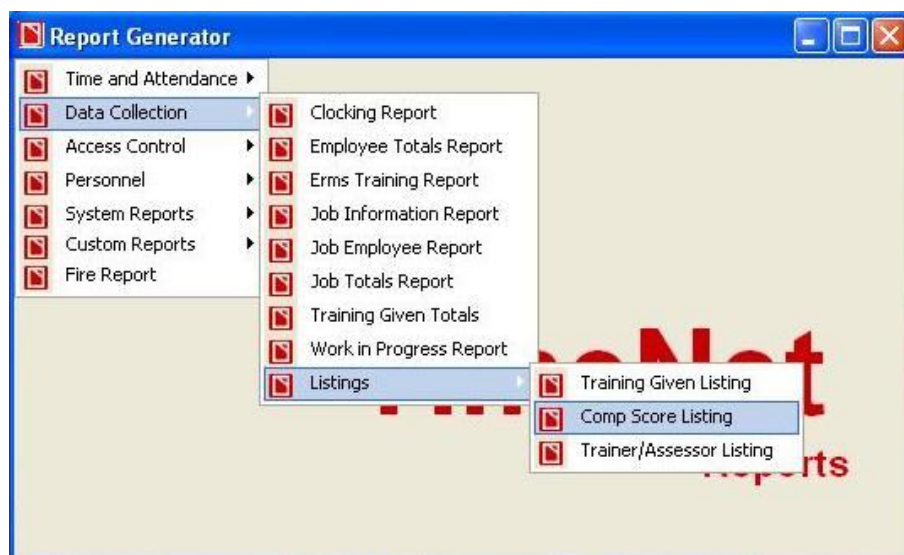 Report Generator
Time and Attendance
Data Collection
Access Control
Personnel
System Reports
Custom Reports
Fire Report
Clocking Report
Employee Totals Report
Erms Training Report
Job Information Report
Job Employee Report
Job Totals Report
Training Given Totals
Work in Progress Report
Listings
Training Given Listing
Comp Score Listing
Trainer/Assessor Listing